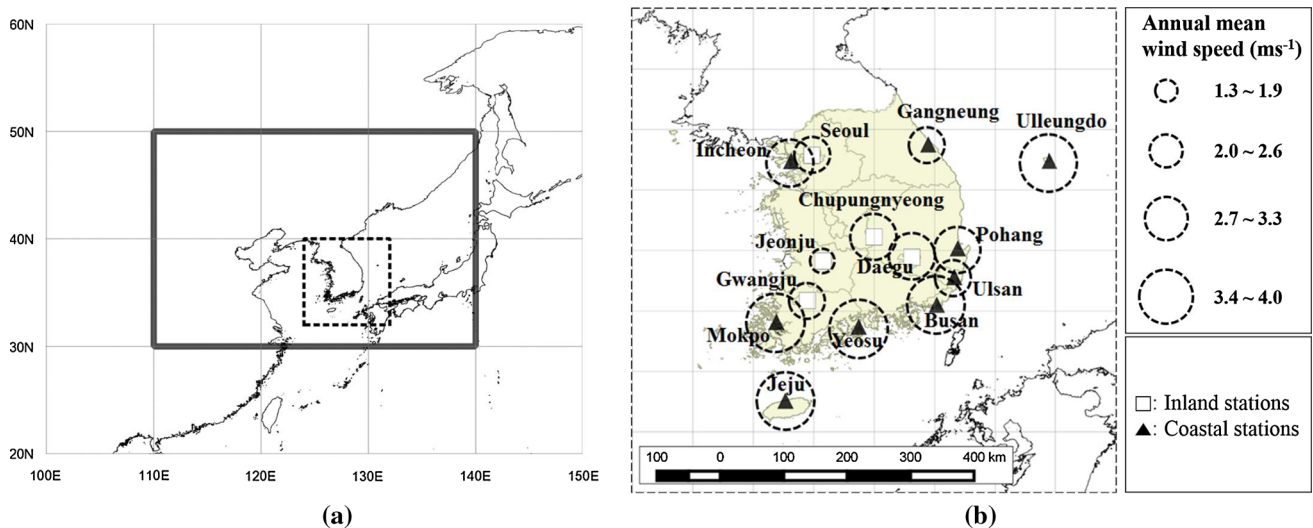 60N
50N
40N
30N
20N
100E 110E 120E 130E 140E 150E
(a)
Gangneung
Ulleungdo
Seoul
Incheon
Chupungnyeong
Jeonju
Pohang
Daegu
Gwangju
Ulsan
Mokpo
Yeosu
Busan
Jeju
100 0 100 200 300 400 km
(b)
Annual mean
wind speed (ms-1)
1.3 ~ 1.9
2.0 ~ 2.6
2.7 ~ 3.3
3.4 ~ 4.0
: Inland stations
: Coastal stations